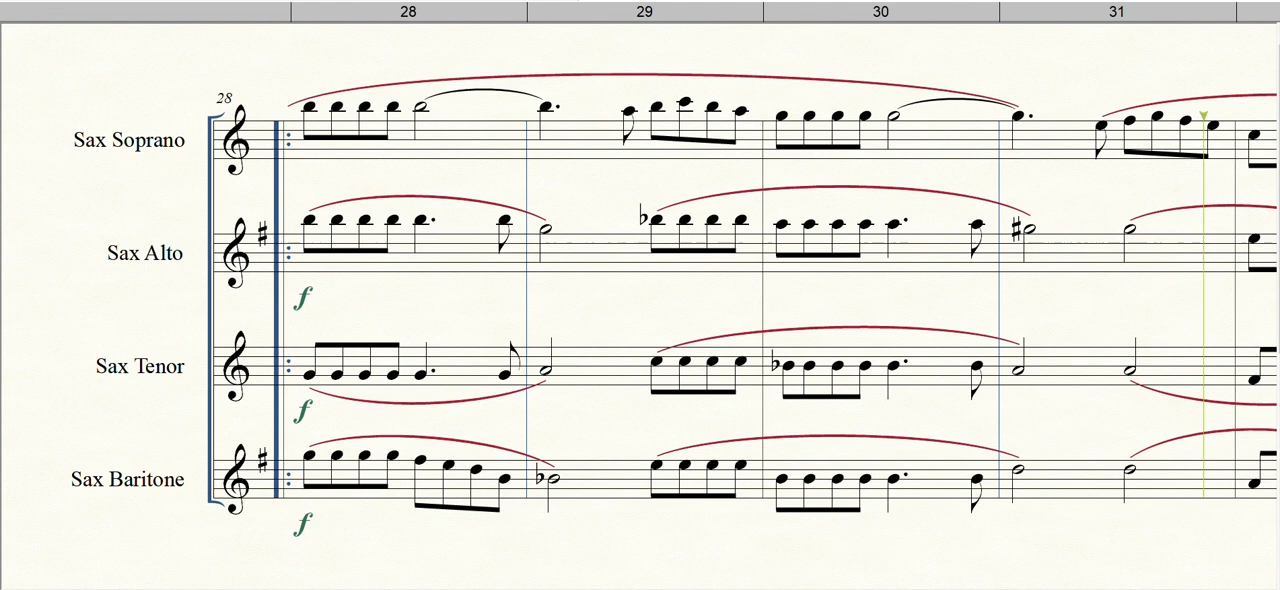 28 29 30 31
28
Sax Soprano
Sax Alto
f
Sax Tenor
f
Sax Baritone
f